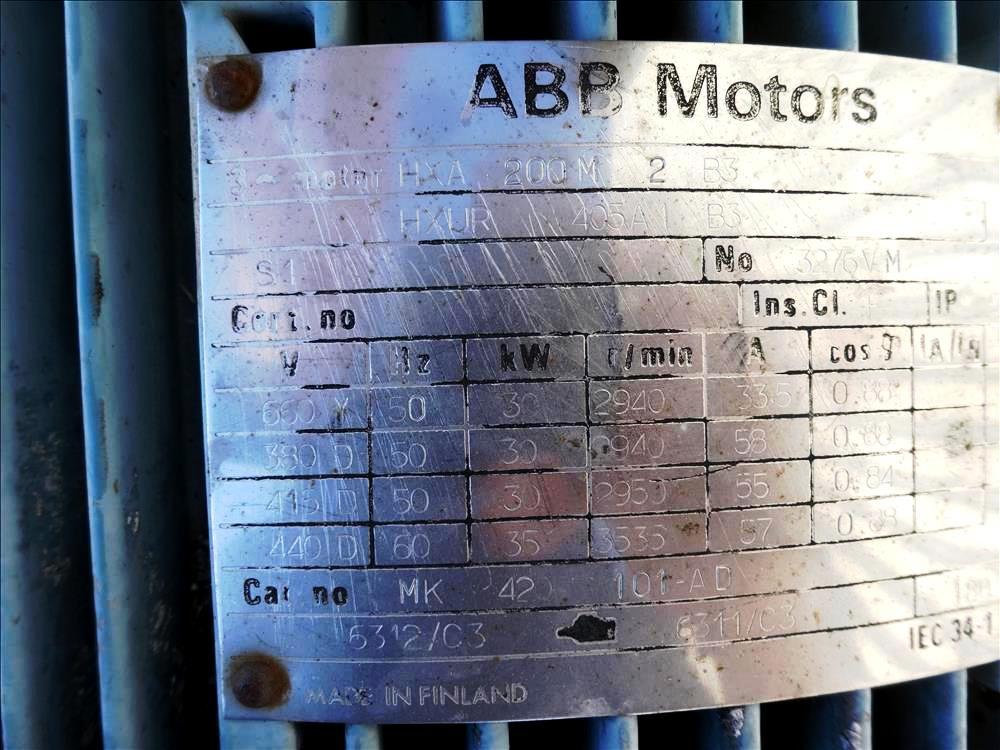 ABB Motors
3~ motor HXA 200 M 2 B3
HXUR 405A1 B3
S1 No 3276VM
Cert.no Ins.Cl. IP
V Hz kW r/min A cos φ IA/IN
660 Y 50 30 2940 33.5 0.88
380 D 50 30 2940 58 0.88
415 D 50 30 2950 55 0.84
440 D 60 35 3535 57 0.88
Cat no MK 420 101-AD
6312/C3 6311/C3 180
IEC 34-1
MADE IN FINLAND